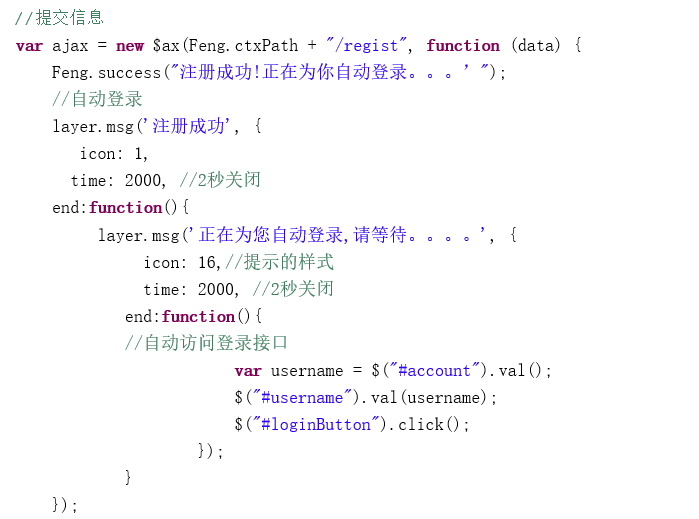 //提交信息
var ajax = new $ax(Feng.ctxPath + "/regist", function (data) {
Feng.success("注册成功!正在为你自动登录。。。' ");
//自动登录
layer.msg('注册成功', {
icon: 1,
time: 2000, //2秒关闭
end:function(){
layer.msg('正在为您自动登录,请等待。。。。', {
icon: 16,//提示的样式
time: 2000, //2秒关闭
end:function(){
//自动访问登录接口
var username = $("#account").val();
$("#username").val(username);
$("#loginButton").click();
});
}
});